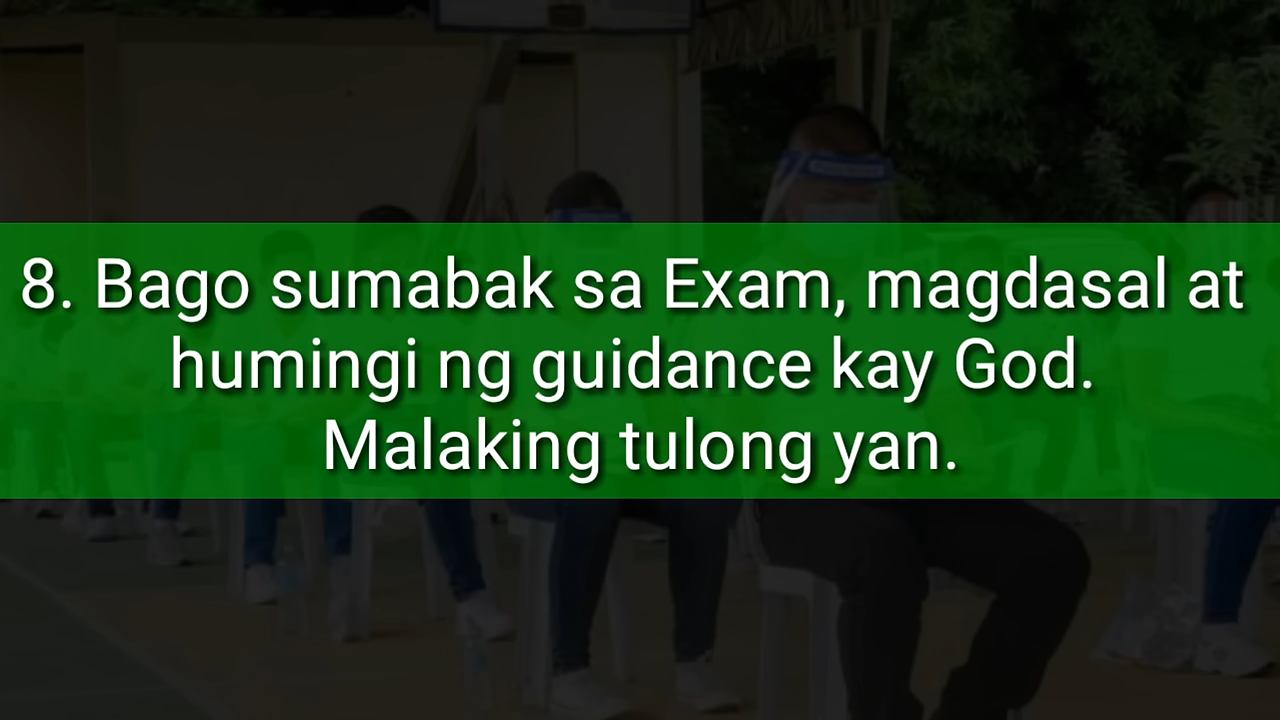 8. Bago sumabak sa Exam, magdasal at
humingi ng guidance kay God.
Malaking tulong yan.